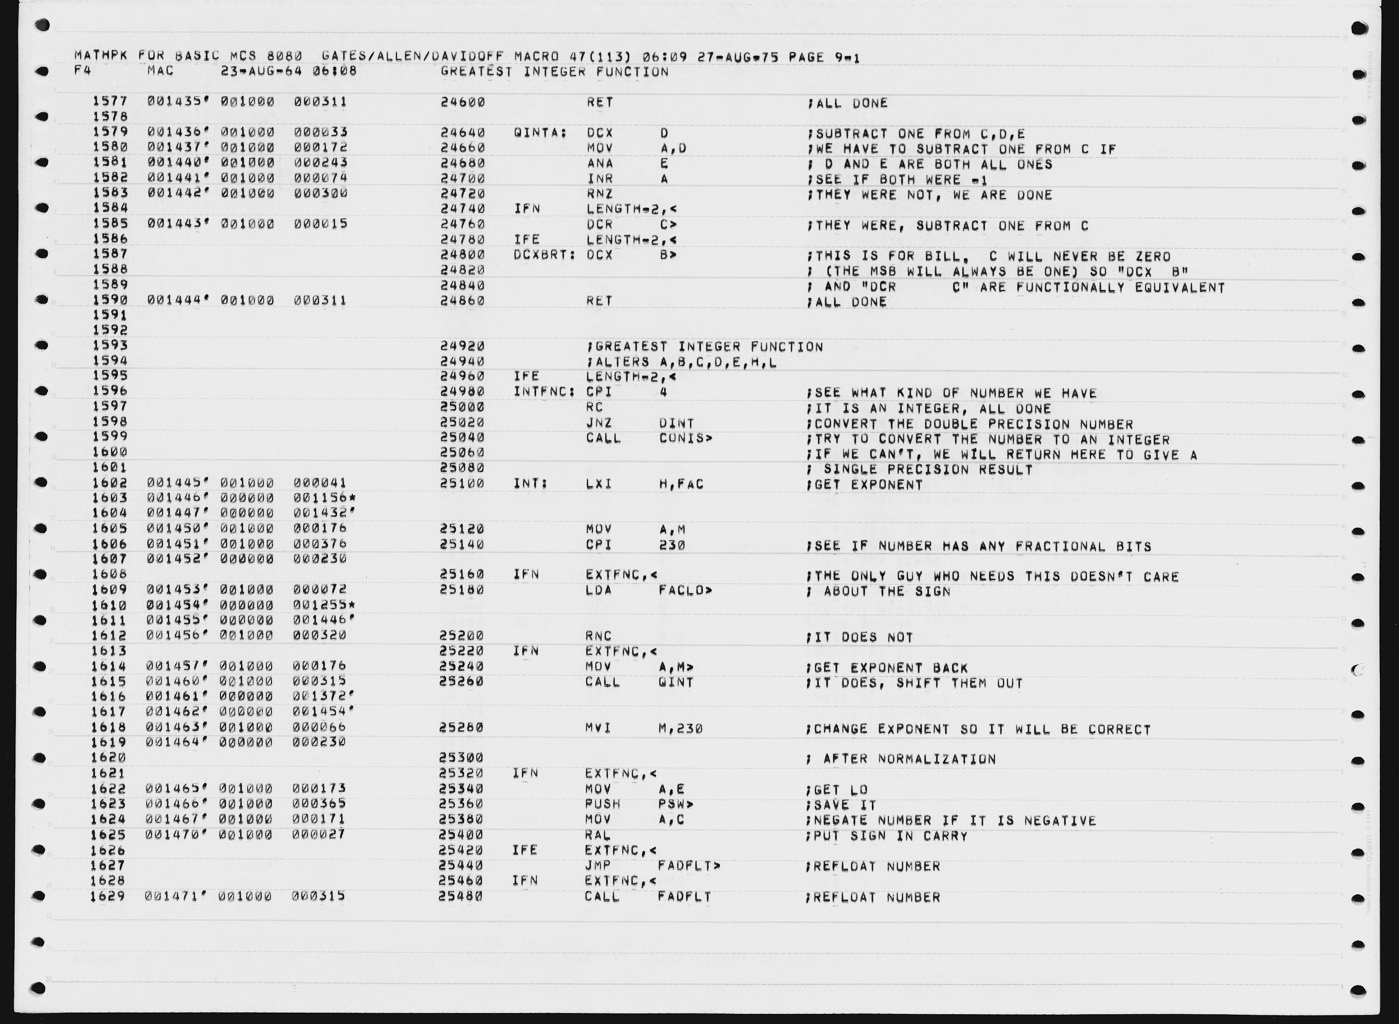 MATHPK FOR BASIC MCS 8080  GATES/ALLEN/DAVIDOFF MACRO 47(113) 06:09 27-AUG-75 PAGE 9-1
F4      MAC     23-AUG-64 06:08         GREATEST INTEGER FUNCTION
1577  001435' 001000  000311          24600           RET                     ;ALL DONE
1578
1579  001436' 001000  000033          24640   QINTA:  DCX     D               ;SUBTRACT ONE FROM C,D,E
1580  001437' 001000  000172          24660           MOV     A,D             ;WE HAVE TO SUBTRACT ONE FROM C IF
1581  001440' 001000  000243          24680           ANA     E               ; D AND E ARE BOTH ALL ONES
1582  001441' 001000  000074          24700           INR     A               ;SEE IF BOTH WERE -1
1583  001442' 001000  000300          24720           RNZ                     ;THEY WERE NOT, WE ARE DONE
1584                                  24740   IFN     LENGTH-2,<
1585  001443' 001000  000015          24760           DCR     C>              ;THEY WERE, SUBTRACT ONE FROM C
1586                                  24780   IFE     LENGTH-2,<
1587                                  24800   DCXBRT: DCX     B>              ;THIS IS FOR BILL,  C WILL NEVER BE ZERO
1588                                  24820                                   ; (THE MSB WILL ALWAYS BE ONE) SO "DCX  B"
1589                                  24840                                   ; AND "DCR      C" ARE FUNCTIONALLY EQUIVALENT
1590  001444' 001000  000311          24860           RET                     ;ALL DONE
1591
1592
1593                                  24920           ;GREATEST INTEGER FUNCTION
1594                                  24940           ;ALTERS A,B,C,D,E,H,L
1595                                  24960   IFE     LENGTH-2,<
1596                                  24980   INTFNC: CPI     4               ;SEE WHAT KIND OF NUMBER WE HAVE
1597                                  25000           RC                      ;IT IS AN INTEGER, ALL DONE
1598                                  25020           JNZ     DINT            ;CONVERT THE DOUBLE PRECISION NUMBER
1599                                  25040           CALL    CONIS>          ;TRY TO CONVERT THE NUMBER TO AN INTEGER
1600                                  25060                                   ;IF WE CAN'T, WE WILL RETURN HERE TO GIVE A
1601                                  25080                                   ; SINGLE PRECISION RESULT
1602  001445' 001000  000041          25100   INT:    LXI     H,FAC           ;GET EXPONENT
1603  001446' 000000  001156*
1604  001447' 000000  001432'
1605  001450' 001000  000176          25120           MOV     A,M
1606  001451' 001000  000376          25140           CPI     230             ;SEE IF NUMBER HAS ANY FRACTIONAL BITS
1607  001452' 000000  000230
1608                                  25160   IFN     EXTFNC,<                ;THE ONLY GUY WHO NEEDS THIS DOESN'T CARE
1609  001453' 001000  000072          25180           LDA     FACLO>          ; ABOUT THE SIGN
1610  001454' 000000  001255*
1611  001455' 000000  001446'
1612  001456' 001000  000320          25200           RNC                     ;IT DOES NOT
1613                                  25220   IFN     EXTFNC,<
1614  001457' 001000  000176          25240           MOV     A,M>            ;GET EXPONENT BACK
1615  001460' 001000  000315          25260           CALL    QINT            ;IT DOES, SHIFT THEM OUT
1616  001461' 000000  001372'
1617  001462' 000000  001454'
1618  001463' 001000  000066          25280           MVI     M,230           ;CHANGE EXPONENT SO IT WILL BE CORRECT
1619  001464' 000000  000230
1620                                  25300                                   ; AFTER NORMALIZATION
1621                                  25320   IFN     EXTFNC,<
1622  001465' 001000  000173          25340           MOV     A,E             ;GET LO
1623  001466' 001000  000365          25360           PUSH    PSW>            ;SAVE IT
1624  001467' 001000  000171          25380           MOV     A,C             ;NEGATE NUMBER IF IT IS NEGATIVE
1625  001470' 001000  000027          25400           RAL                     ;PUT SIGN IN CARRY
1626                                  25420   IFE     EXTFNC,<
1627                                  25440           JMP     FADFLT>         ;REFLOAT NUMBER
1628                                  25460   IFN     EXTFNC,<
1629  001471' 001000  000315          25480           CALL    FADFLT          ;REFLOAT NUMBER